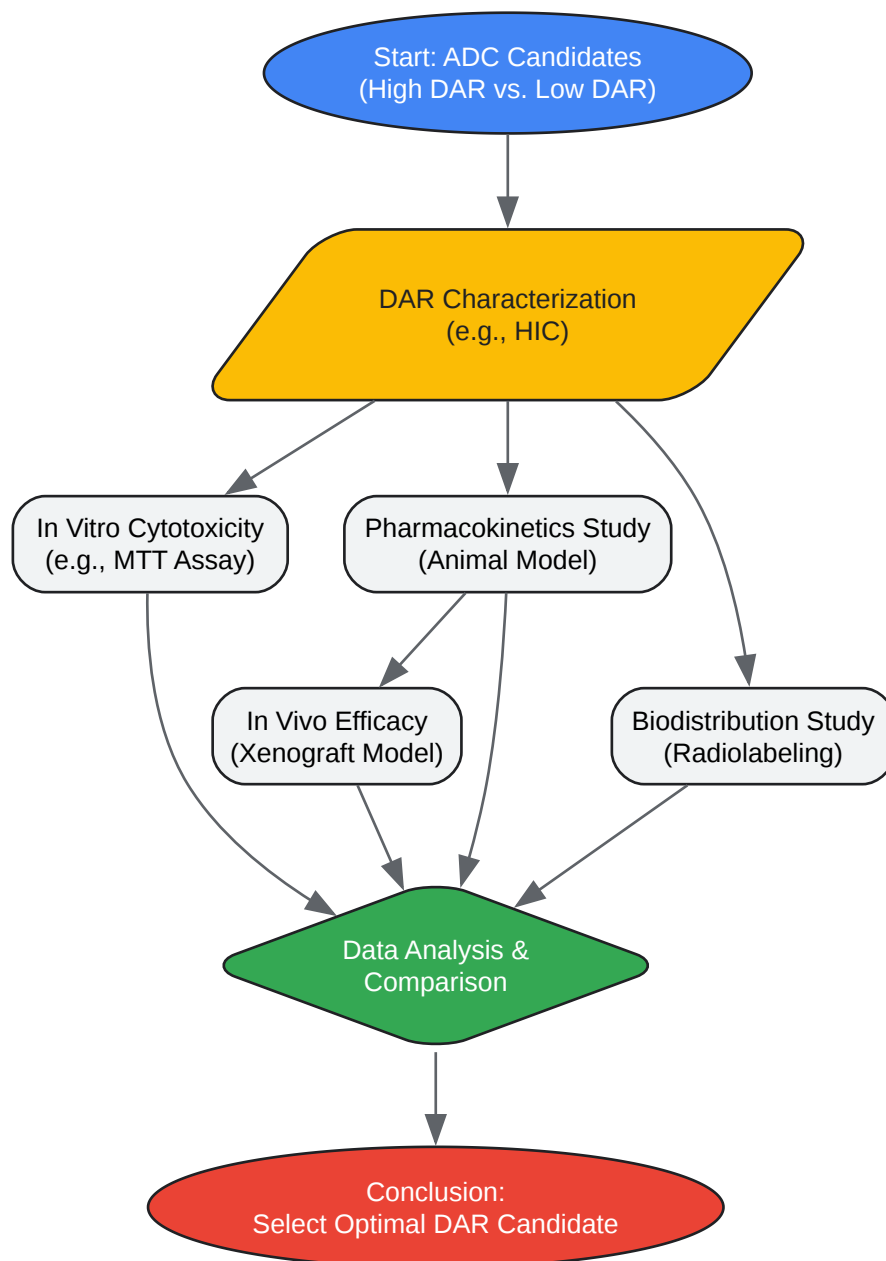 Start: ADC Candidates
(High DAR vs. Low DAR)
DAR Characterization
(e.g., HIC)
In Vitro Cytotoxicity
(e.g., MTT Assay)
Pharmacokinetics Study
(Animal Model)
In Vivo Efficacy
(Xenograft Model)
Biodistribution Study
(Radiolabeling)
Data Analysis &
Comparison
Conclusion:
Select Optimal DAR Candidate